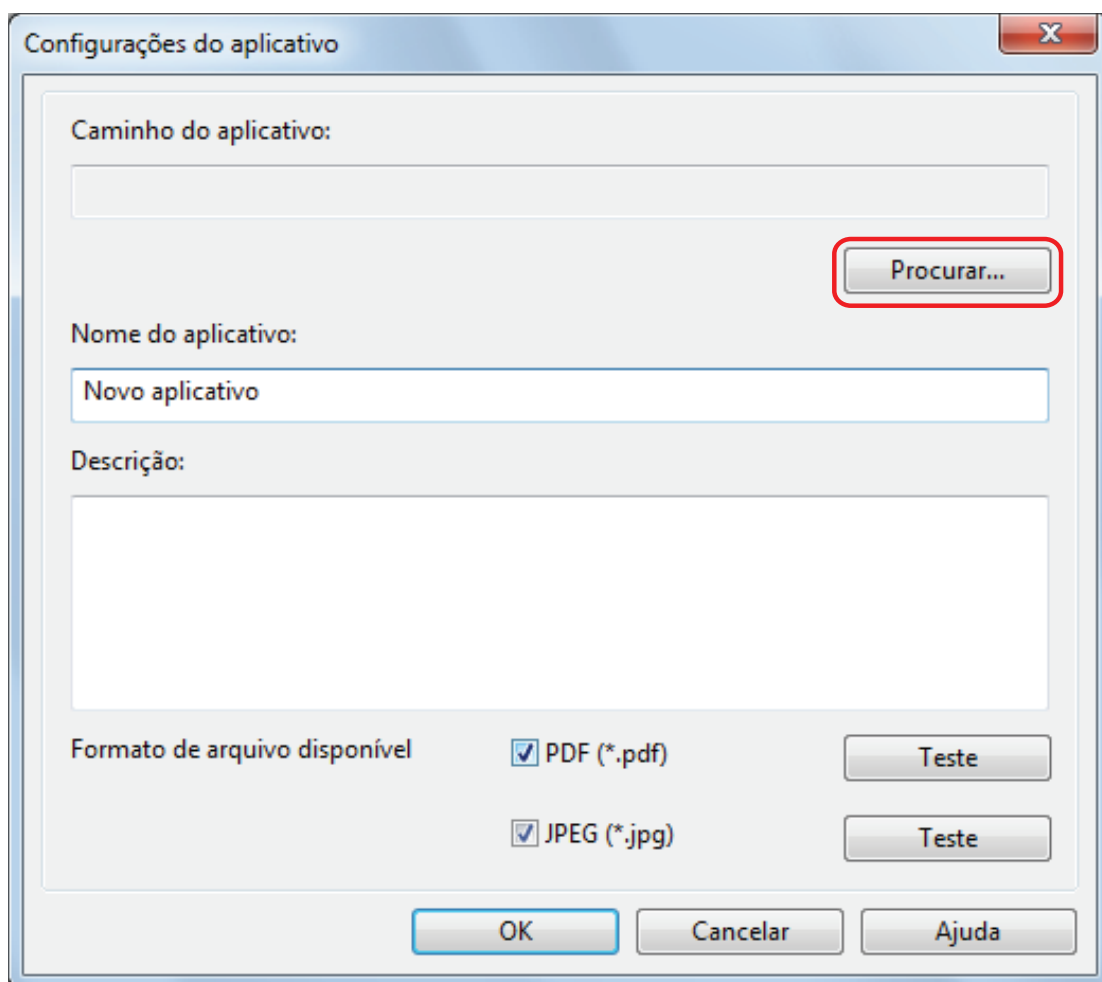 Configurações do aplicativo
Caminho do aplicativo:
Procurar...
Nome do aplicativo:
Novo aplicativo
Descrição:
Formato de arquivo disponível
PDF (*.pdf)
Teste
JPEG (*.jpg)
Teste
OK
Cancelar
Ajuda